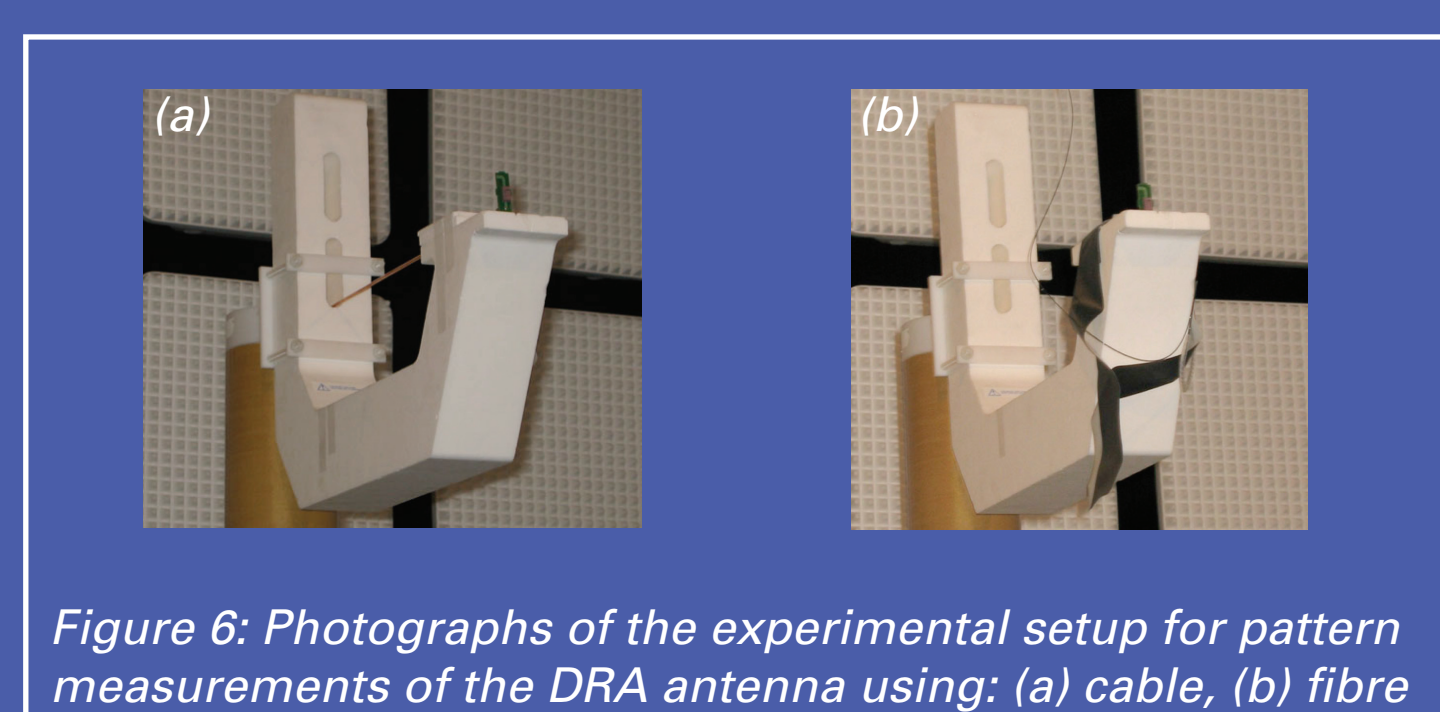 (a)
(b)
Figure 6: Photographs of the experimental setup for pattern
measurements of the DRA antenna using: (a) cable, (b) fibre